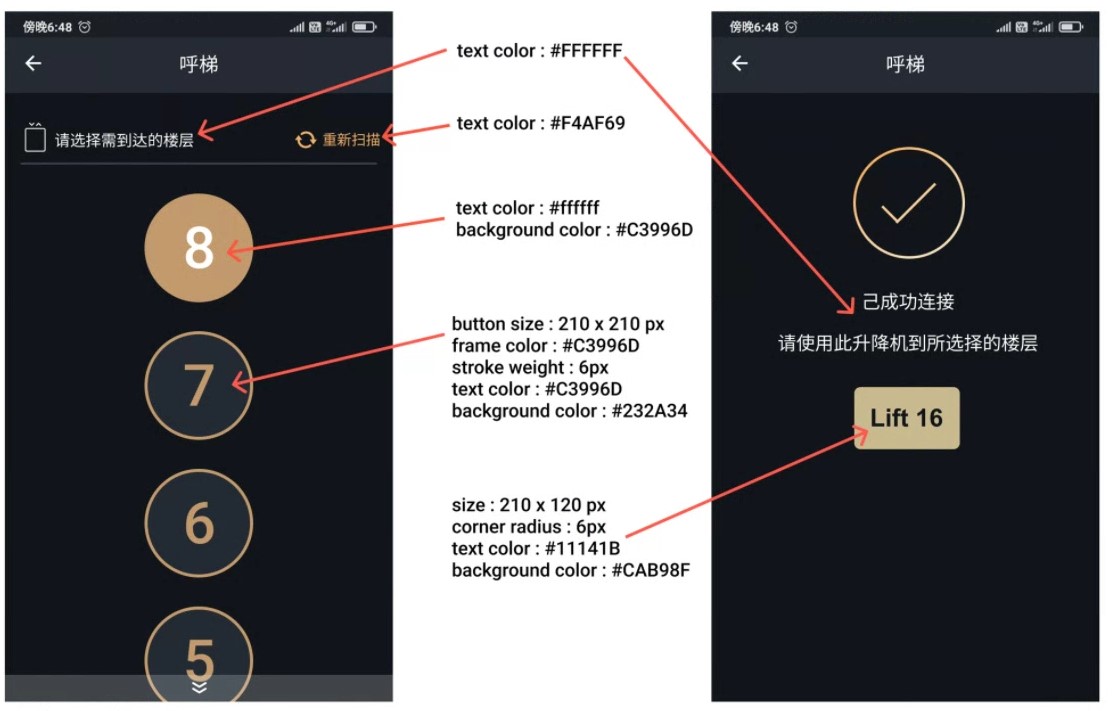 傍晚6:48
4G+
呼梯
请选择需到达的楼层
重新扫描
8
7
6
5
text color : #FFFFFF
text color : #F4AF69
text color : #ffffff
background color : #C3996D
button size : 210 x 210 px
frame color : #C3996D
stroke weight : 6px
text color : #C3996D
background color : #232A34
size : 210 x 120 px
corner radius : 6px
text color : #11141B
background color : #CAB98F
傍晚6:48
4G+
呼梯
己成功连接
请使用此升降机到所选择的楼层
Lift 16